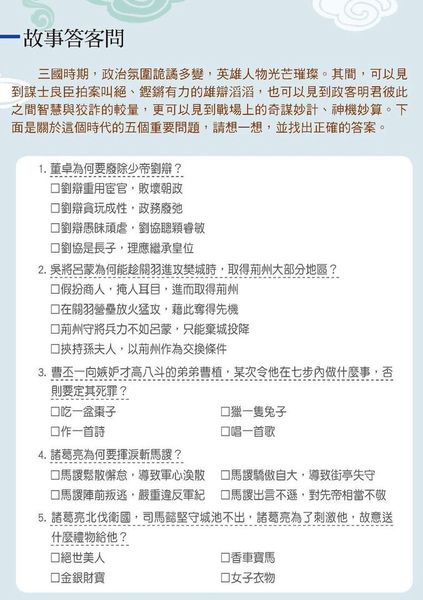 故事答客問
三國時期，政治氛圍詭譎多變，英雄人物光芒璀璨。其間，可以見
到謀士良臣拍案叫絕、鏗鏘有力的雄辯滔滔，也可以見到政客明君彼此
之間智慧與狡詐的較量，更可以見到戰場上的奇謀妙計、神機妙算。下
面是關於這個時代的五個重要問題，請想一想，並找出正確的答案。
1. 董卓為何要廢除少帝劉辯？
□劉辯重用宦官，敗壞朝政
□劉辯貪玩成性，政務廢弛
□劉辯愚昧頑虐，劉協聰穎睿敏
□劉協是長子，理應繼承皇位
2. 吳將呂蒙為何能趁關羽進攻樊城時，取得荊州大部分地區？
□假扮商人，掩人耳目，進而取得荊州
□在關羽營壘放火猛攻，藉此奪得先機
□荊州守將兵力不如呂蒙，只能棄城投降
□挾持孫夫人，以荊州作為交換條件
3. 曹丕一向嫉妒才高八斗的弟弟曹植，某次令他在七步內做什麼事，否
則要定其死罪？
□吃一盆棗子 □獵一隻兔子
□作一首詩 □唱一首歌
4. 諸葛亮為何要揮淚斬馬謖？
□馬謖鬆散懈怠，導致軍心渙散 □馬謖驕傲自大，導致街亭失守
□馬謖陣前叛逃，嚴重違反軍紀 □馬謖出言不遜，對先帝相當不敬
5. 諸葛亮北伐衛國，司馬懿堅守城池不出，諸葛亮為了刺激他，故意送
什麼禮物給他？
□絕世美人 □香車寶馬
□金銀財寶 □女子衣物